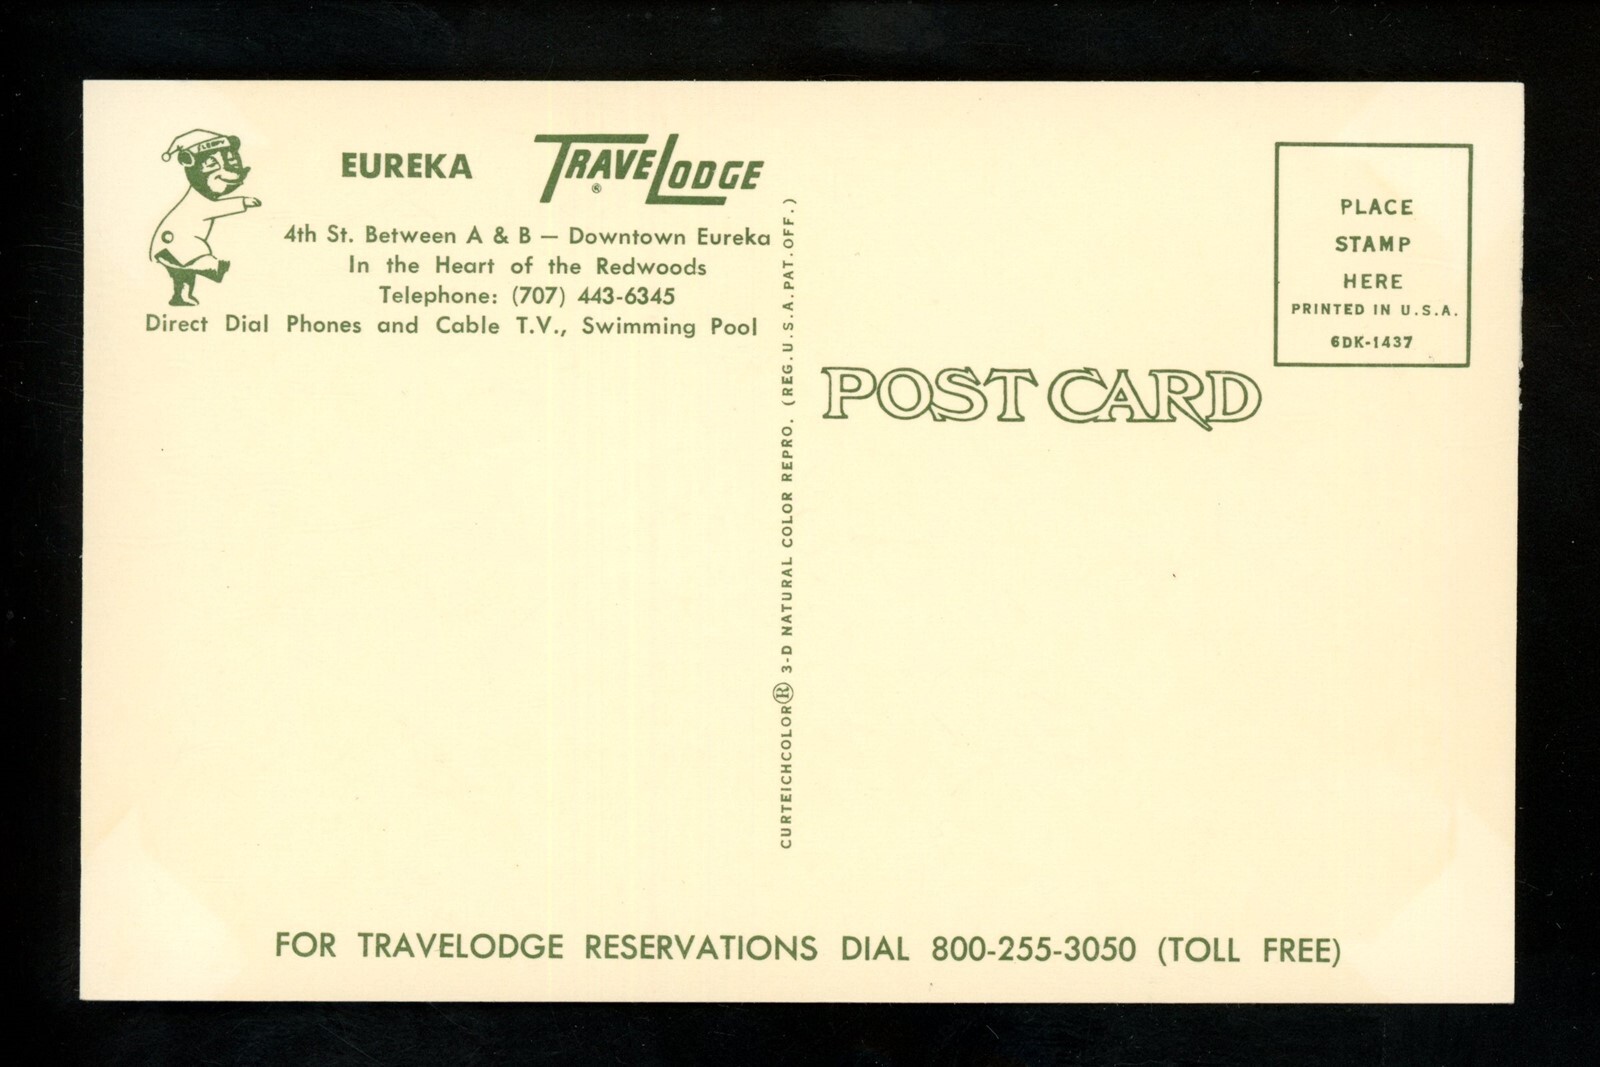 EUREKA TRAVELODGE ®
4th St. Between A & B — Downtown Eureka
In the Heart of the Redwoods
Telephone: (707) 443-6345
Direct Dial Phones and Cable T.V., Swimming Pool
CURTEICHCOLOR® 3-D NATURAL COLOR REPRO. (REG.U.S.A.PAT.OFF.)
PLACE
STAMP
HERE
PRINTED IN U.S.A.
6DK-1437
POST CARD
FOR TRAVELODGE RESERVATIONS DIAL 800-255-3050 (TOLL FREE)